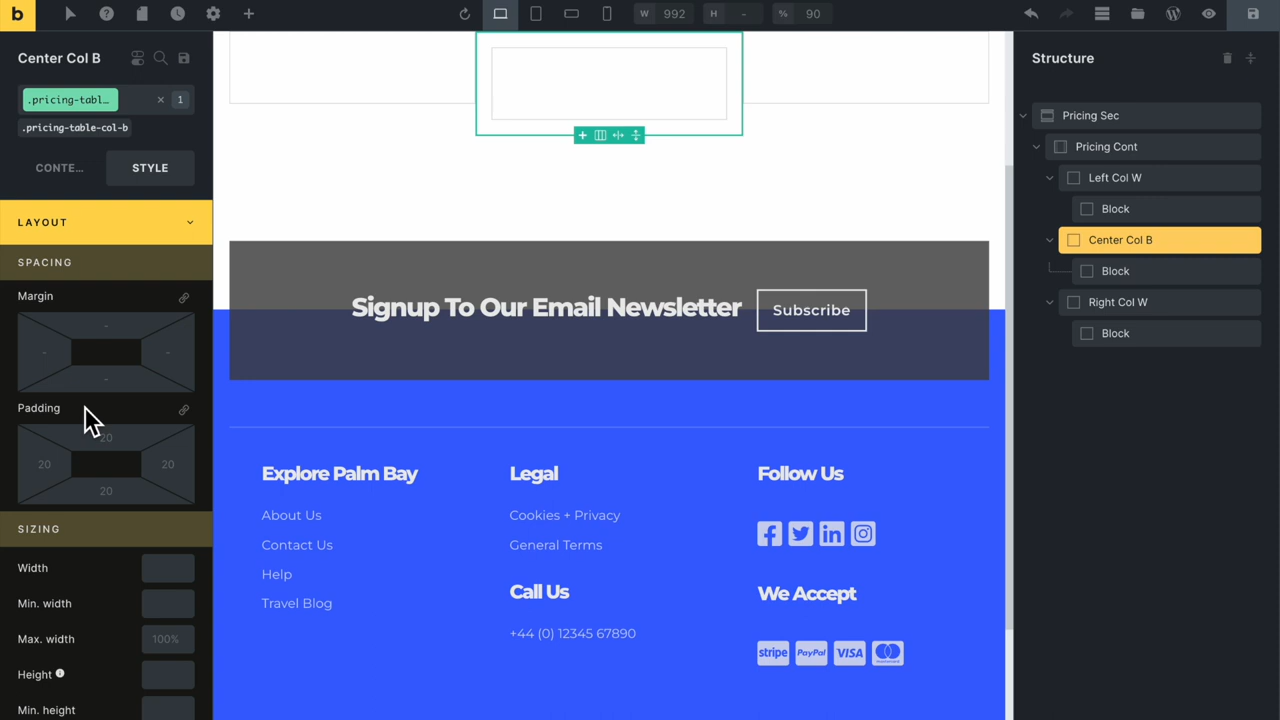 b
W 992 H - % 90
Center Col B
.pricing-tabl… × 1
.pricing-table-col-b
CONTE… STYLE
LAYOUT
SPACING
Margin
-
- -
-
Padding
20
20 20
20
SIZING
Width
Min. width
Max. width 100%
Height
Min. height
Signup To Our Email Newsletter Subscribe
Explore Palm Bay
About Us
Contact Us
Help
Travel Blog
Legal
Cookies + Privacy
General Terms
Call Us
+44 (0) 12345 67890
Follow Us
We Accept
stripe PayPal VISA mastercard
Structure
Pricing Sec
Pricing Cont
Left Col W
Block
Center Col B
Block
Right Col W
Block